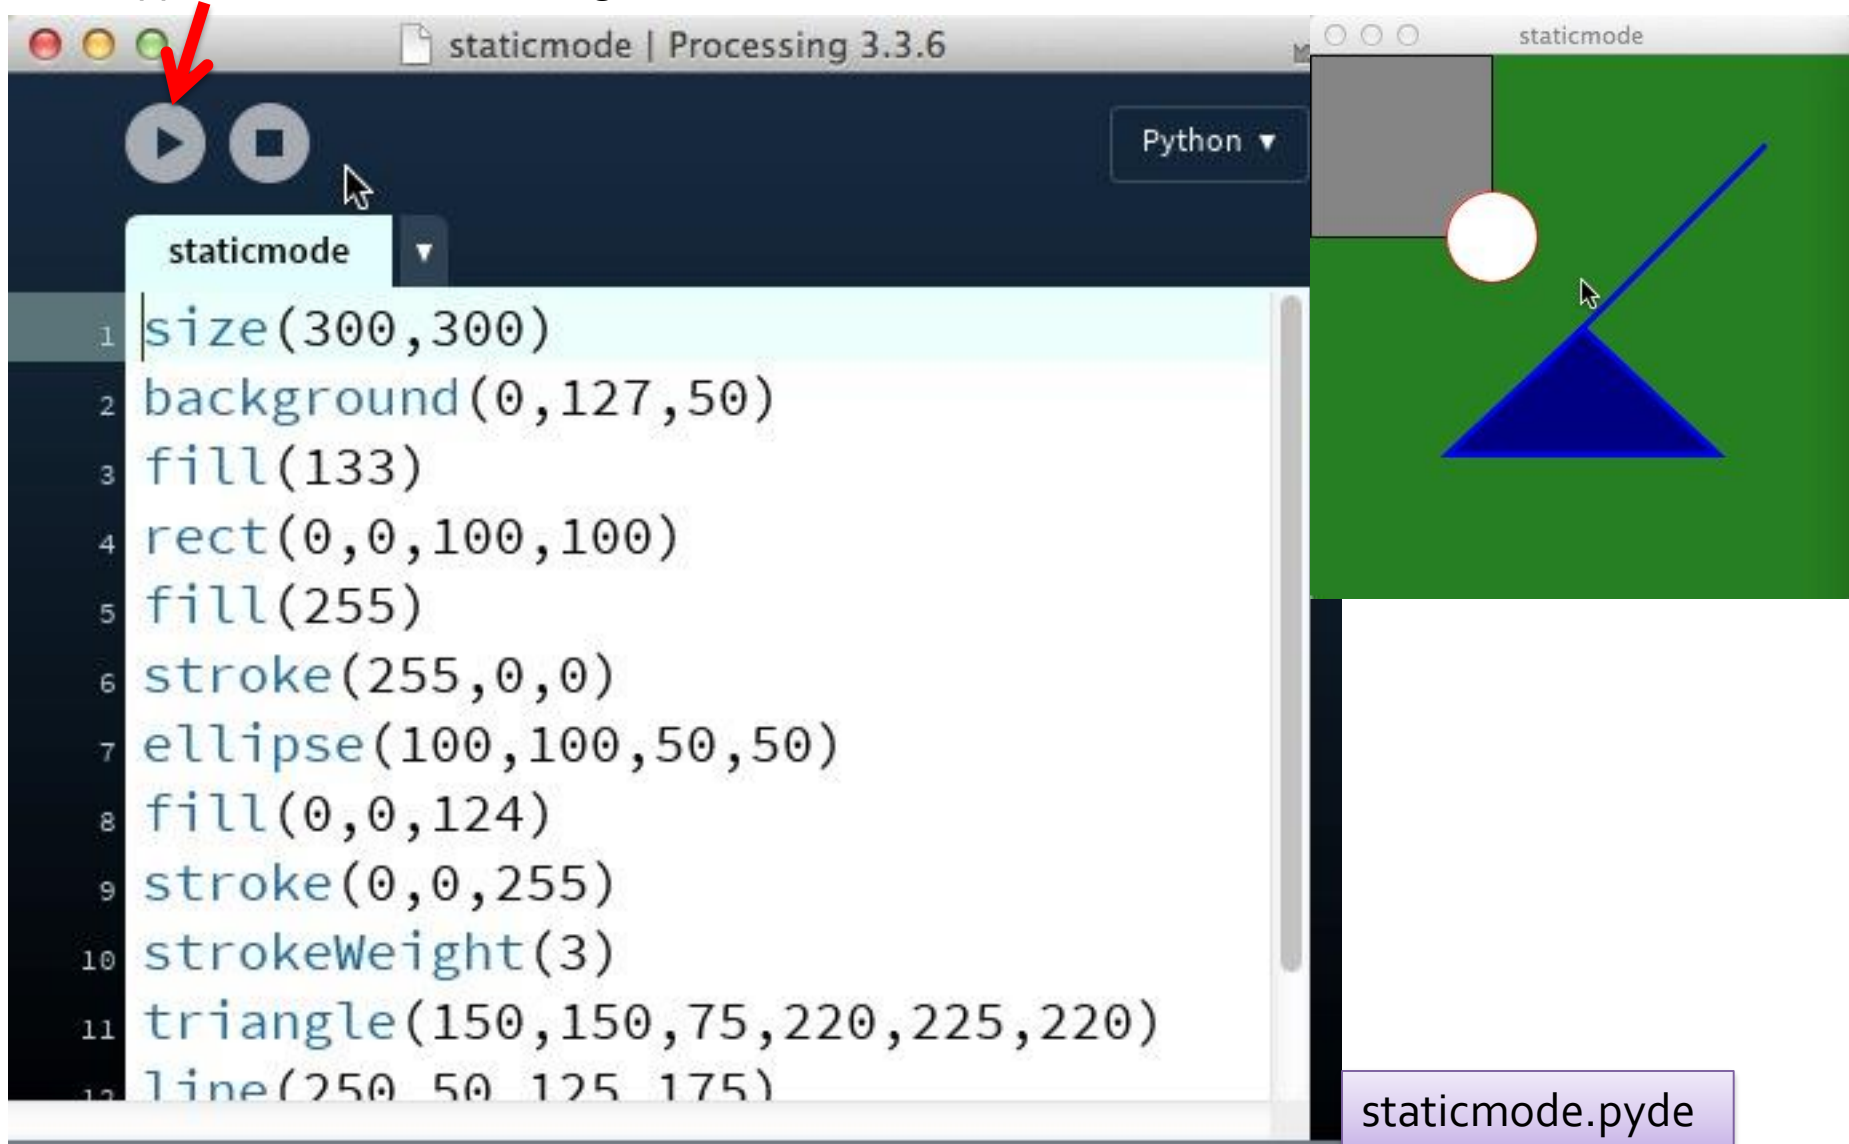 staticmode | Processing 3.3.6
staticmode
Python ▼
staticmode ▼
1 size(300,300)
2 background(0,127,50)
3 fill(133)
4 rect(0,0,100,100)
5 fill(255)
6 stroke(255,0,0)
7 ellipse(100,100,50,50)
8 fill(0,0,124)
9 stroke(0,0,255)
10 strokeWeight(3)
11 triangle(150,150,75,220,225,220)
12 line(250,50,125,175)
staticmode.pyde